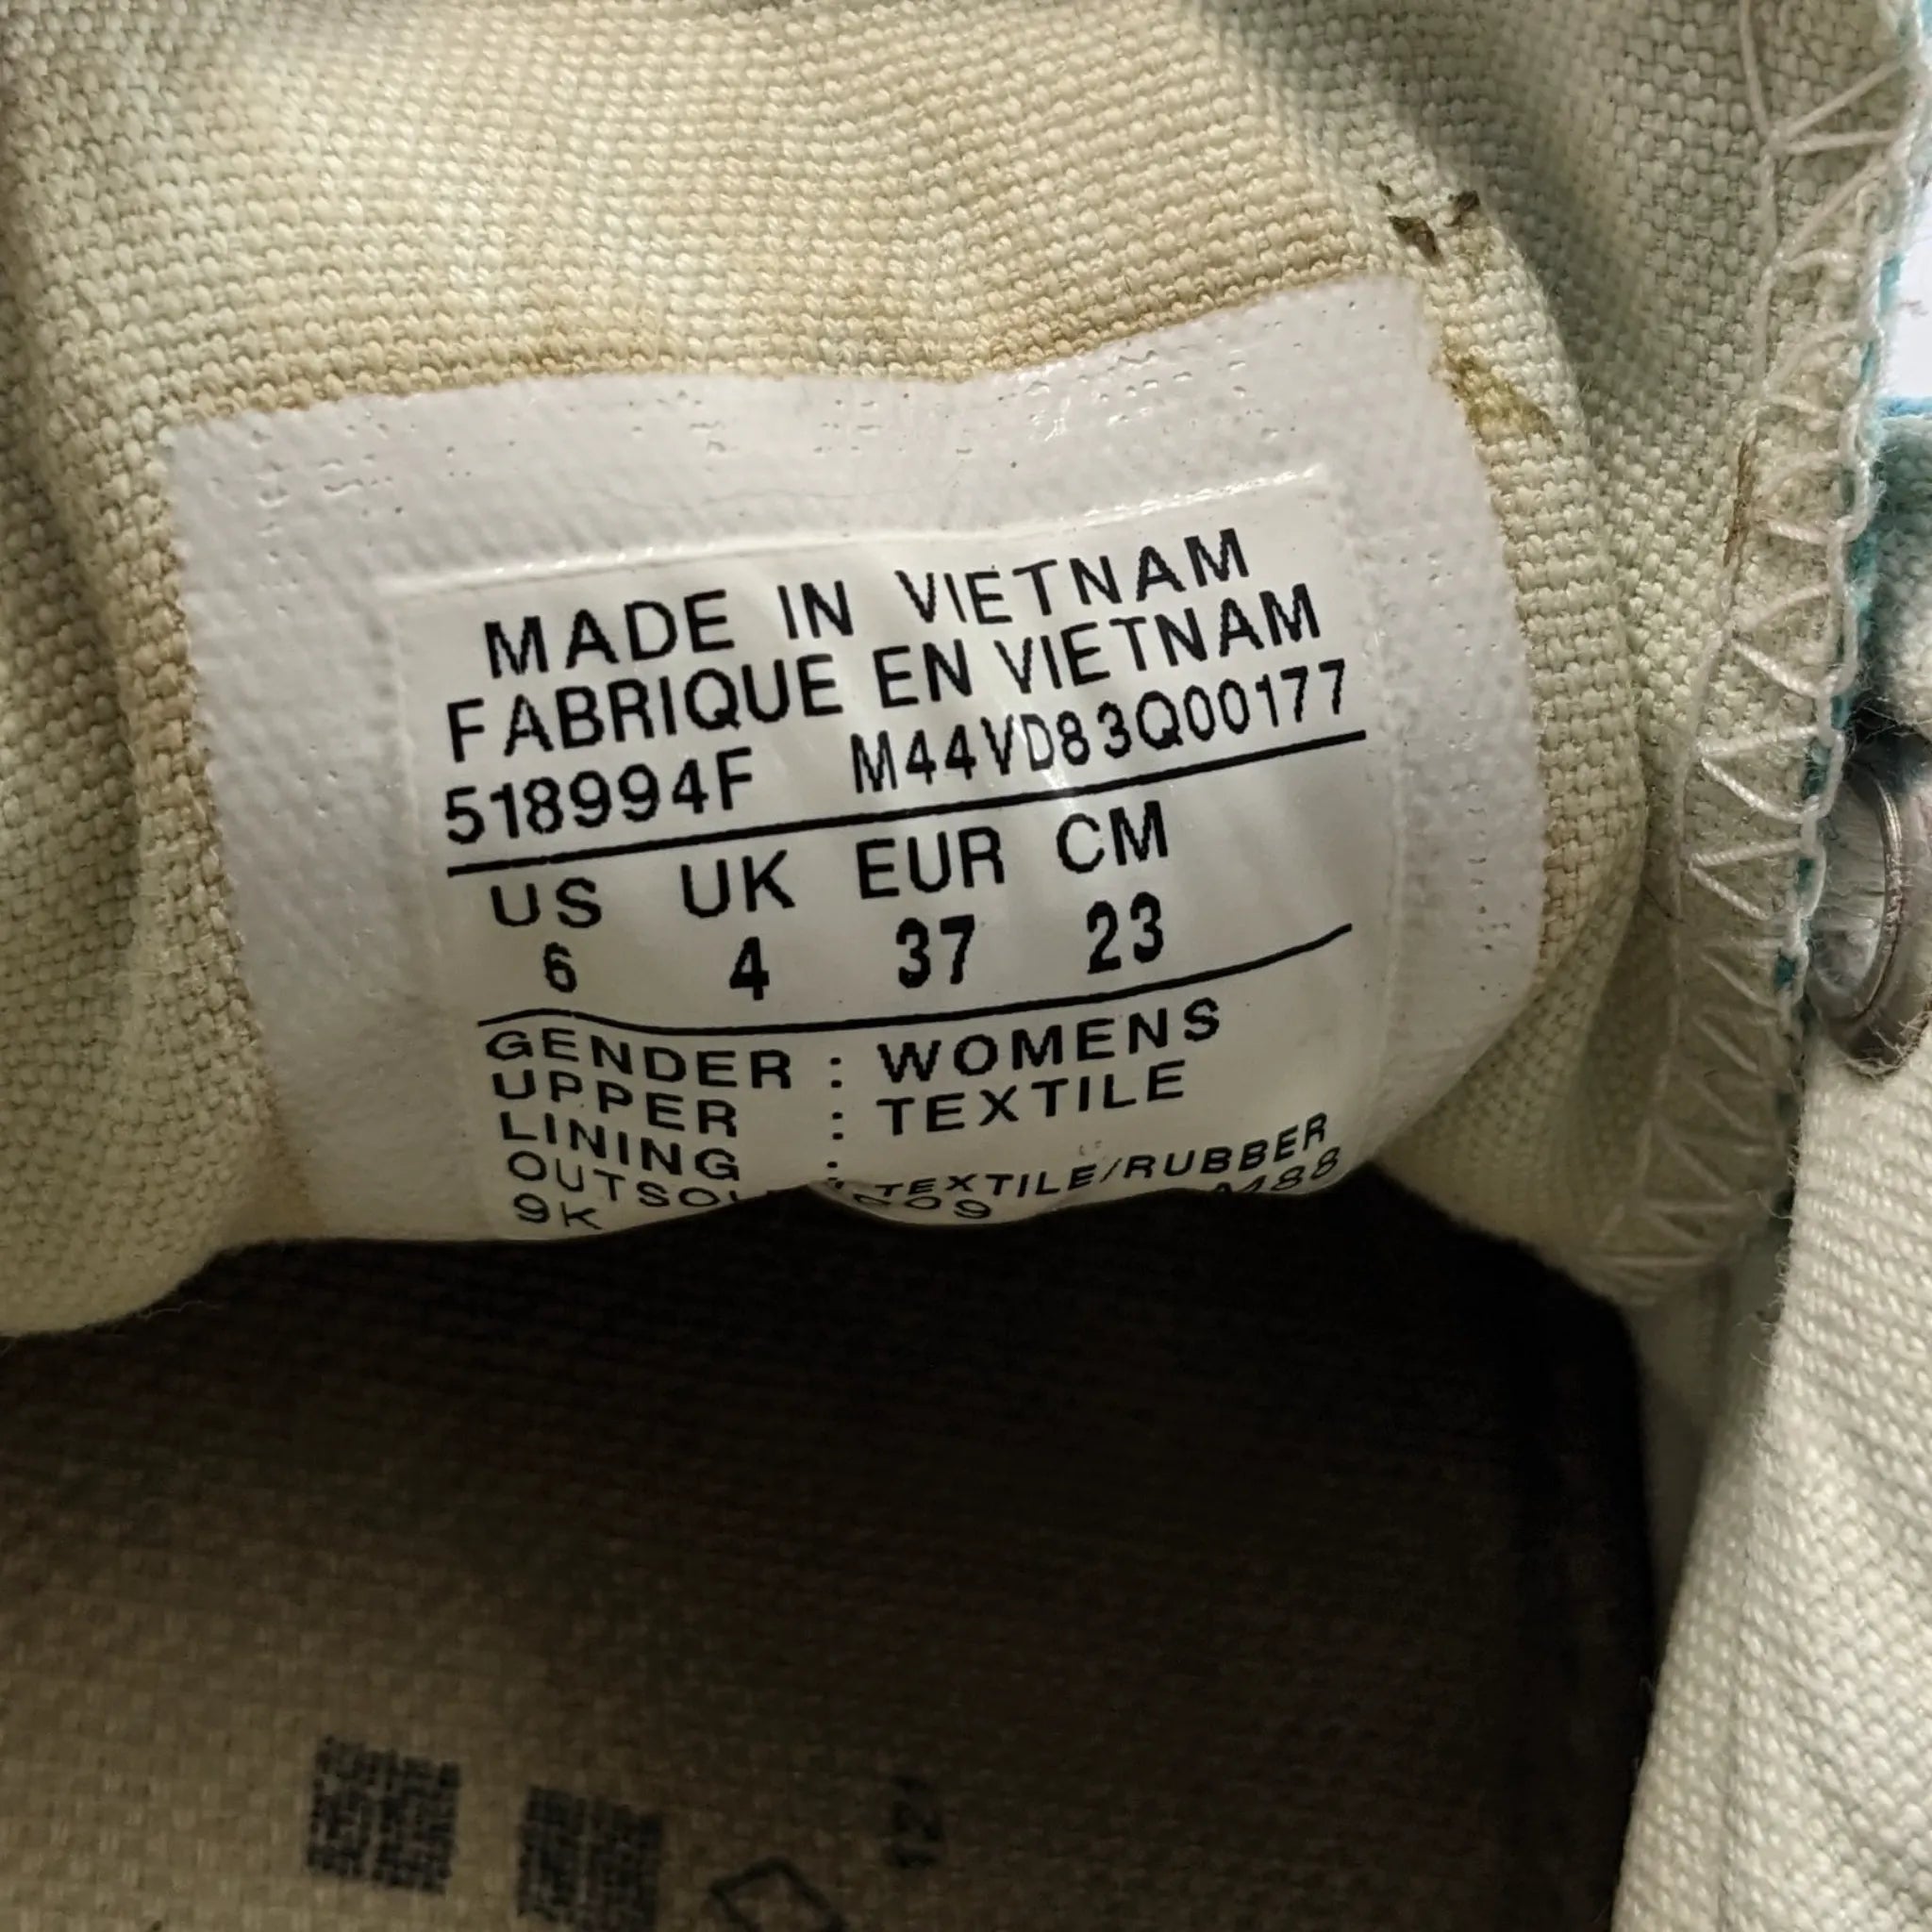 MADE IN VIETNAM
FABRIQUE EN VIETNAM
518994F M44VD83Q00177
US UK EUR CM
6 4 37 23
GENDER : WOMENS
UPPER : TEXTILE
LINING :
TEXTILE/RUBBER
9K